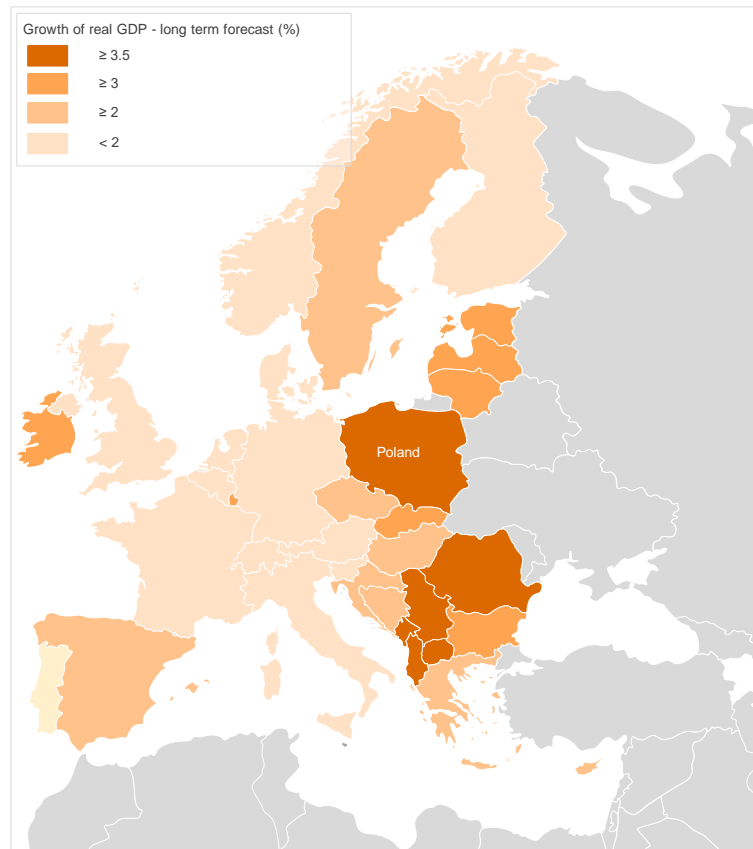 Growth of real GDP - long term forecast (%)
≥ 3.5
≥ 3
≥ 2
< 2
Poland